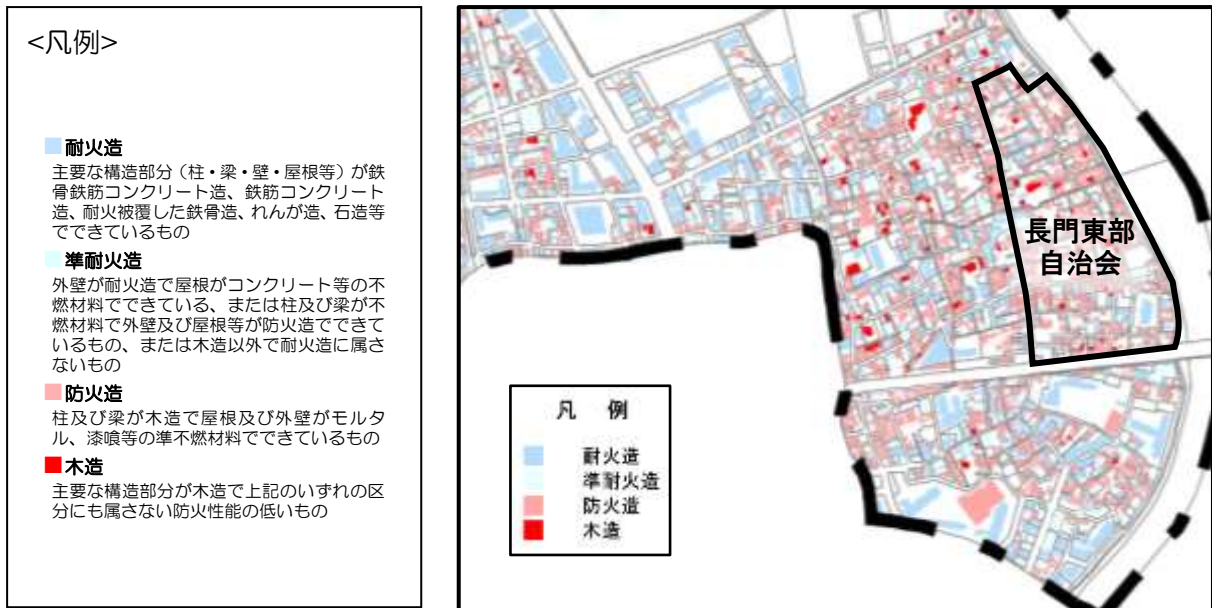 <凡例>
耐火造
主要な構造部分（柱・梁・壁・屋根等）が鉄
骨鉄筋コンクリート造、鉄筋コンクリート
造、耐火被覆した鉄骨造、れんが造、石造等
でできているもの
準耐火造
外壁が耐火造で屋根がコンクリート等の不
燃材料でできている、または柱及び梁が不
燃材料で外壁及び屋根等が防火造でできて
いるもの、または木造以外で耐火造に属さ
ないもの
防火造
柱及び梁が木造で屋根及び外壁がモルタ
ル、漆喰等の準不燃材料でできているもの
木造
主要な構造部分が木造で上記のいずれの区
分にも属さない防火性能の低いもの
長門東部
自治会
凡 例
耐火造
準耐火造
防火造
木造